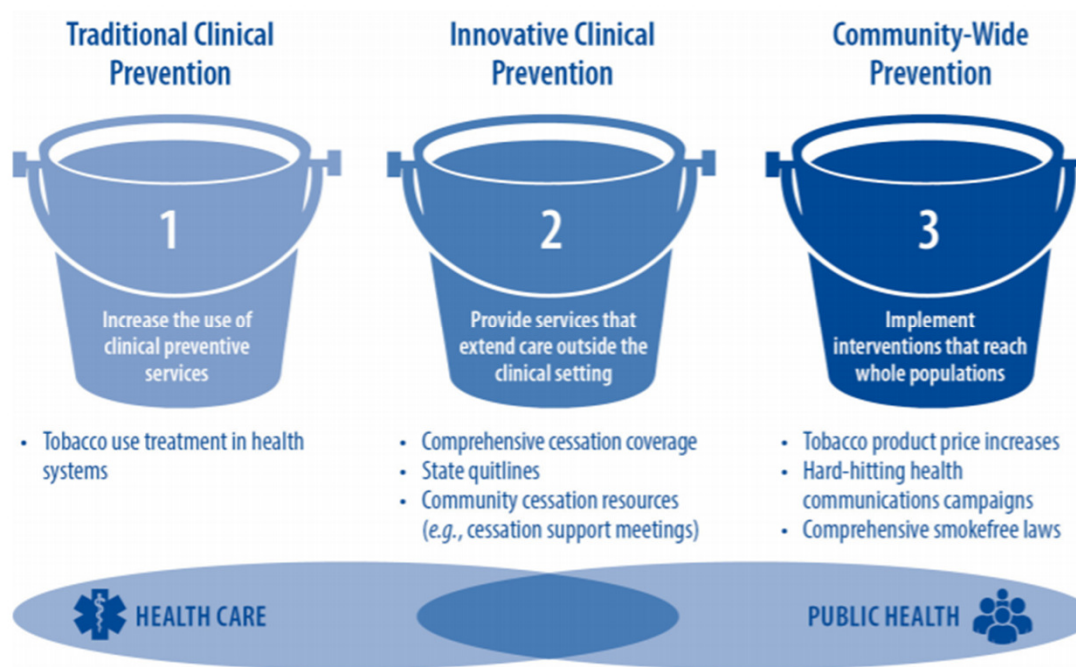 Traditional Clinical
Prevention
1
Increase the use of
clinical preventive
services
• Tobacco use treatment in health
systems
Innovative Clinical
Prevention
2
Provide services that
extend care outside the
clinical setting
• Comprehensive cessation coverage
• State quitlines
• Community cessation resources
(e.g., cessation support meetings)
Community-Wide
Prevention
3
Implement
interventions that reach
whole populations
• Tobacco product price increases
• Hard-hitting health
communications campaigns
• Comprehensive smokefree laws
HEALTH CARE
PUBLIC HEALTH